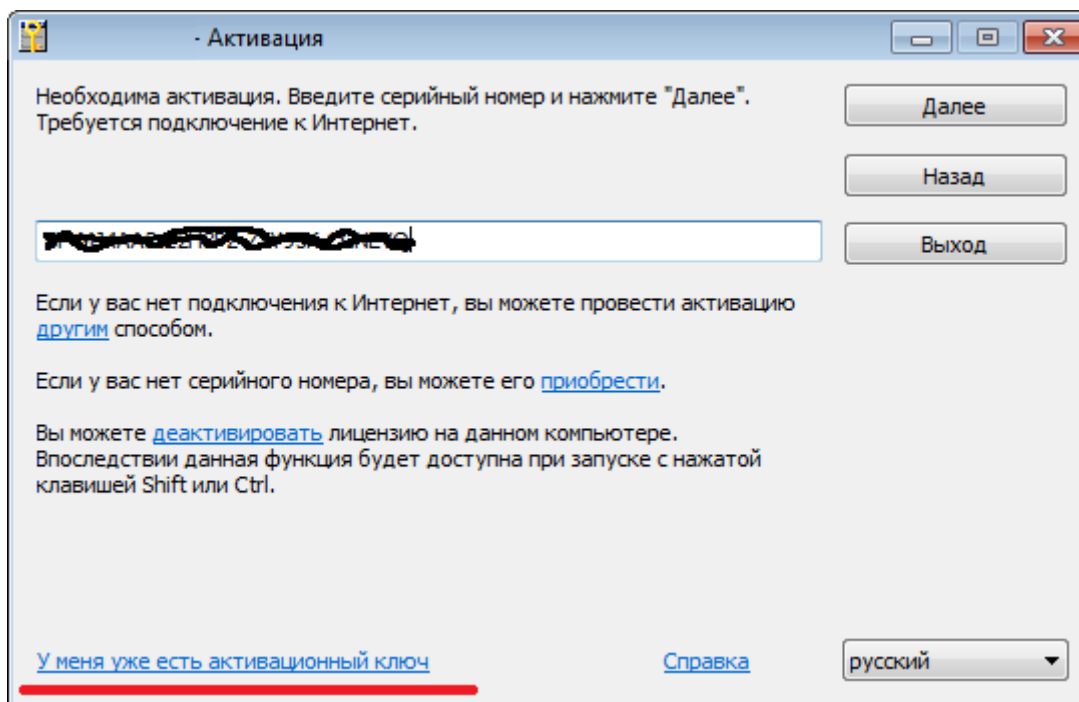 - Активация
Необходима активация. Введите серийный номер и нажмите "Далее".
Требуется подключение к Интернет.
Далее
Назад
Выход
Если у вас нет подключения к Интернет, вы можете провести активацию
другим способом.
Если у вас нет серийного номера, вы можете его приобрести.
Вы можете деактивировать лицензию на данном компьютере.
Впоследствии данная функция будет доступна при запуске с нажатой
клавишей Shift или Ctrl.
У меня уже есть активационный ключ
Справка
русский